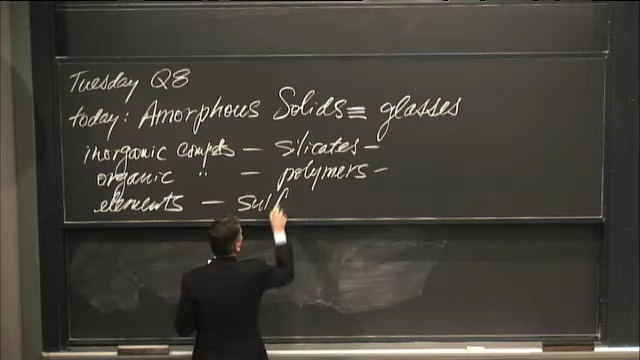 Tuesday Q8
today: Amorphous Solids ≡ glasses
inorganic compds — silicates —
organic " — polymers —
elements — sulf